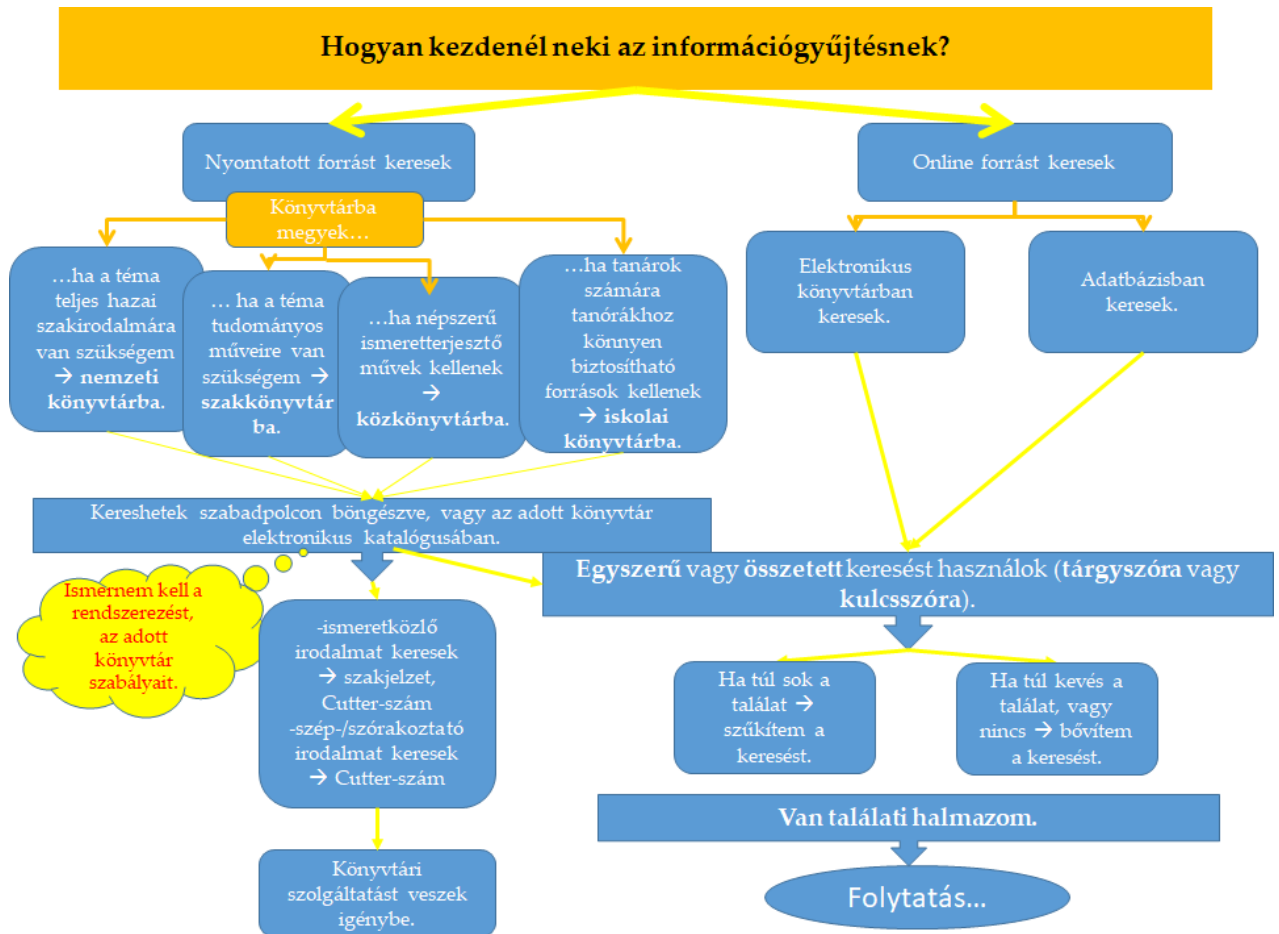 Hogyan kezdenél neki az információgyűjtésnek?
Nyomtatott forrást keresek
Online forrást keresek
Könyvtárba
megyek…
…ha a téma
teljes hazai
szakirodalmára
van szükségem
→ nemzeti
könyvtárba.
… ha a téma
tudományos
műveire van
szükségem →
szakkönyvtár
ba.
…ha népszerű
ismeretterjesztő
művek kellenek
→
közkönyvtárba.
…ha tanárok
számára
tanórákhoz
könnyen
biztosítható
források kellenek
→ iskolai
könyvtárba.
Elektronikus
könyvtárban
keresek.
Adatbázisban
keresek.
Kereshetek szabadpolcon böngészve, vagy az adott könyvtár
elektronikus katalógusában.
Egyszerű vagy összetett keresést használok (tárgyszóra vagy
kulcsszóra).
Ismernem kell a
rendszerezést,
az adott
könyvtár
szabályait.
-ismeretközlő
irodalmat keresek
→ szakjelzet,
Cutter-szám
-szép-/szórakoztató
irodalmat keresek
→ Cutter-szám
Ha túl sok a
találat →
szűkítem a
keresést.
Ha túl kevés a
találat, vagy
nincs → bővítem
a keresést.
Van találati halmazom.
Könyvtári
szolgáltatást veszek
igénybe.
Folytatás…